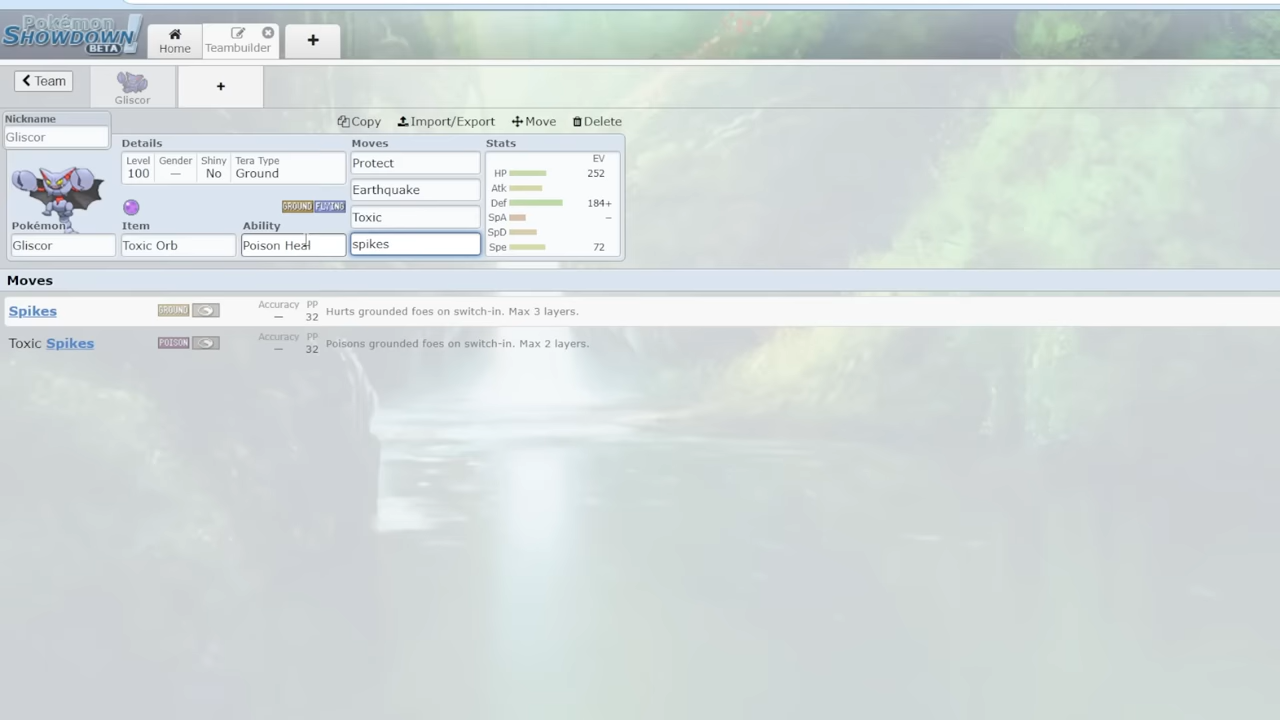 Pokémon
SHOWDOWN!
BETA
Home
Teambuilder
+
Team
Gliscor
+
Nickname
Gliscor
Copy
Import/Export
Move
Delete
Details
Level
100
Gender
—
Shiny
No
Tera Type
Ground
Moves
Protect
Earthquake
Toxic
spikes
Stats
EV
HP 252
Atk
Def 184+
SpA –
SpD
Spe 72
GROUND FLYING
Pokémon
Gliscor
Item
Toxic Orb
Ability
Poison Heal
Moves
Spikes GROUND Accuracy — PP 32 Hurts grounded foes on switch-in. Max 3 layers.
Toxic Spikes POISON Accuracy — PP 32 Poisons grounded foes on switch-in. Max 2 layers.